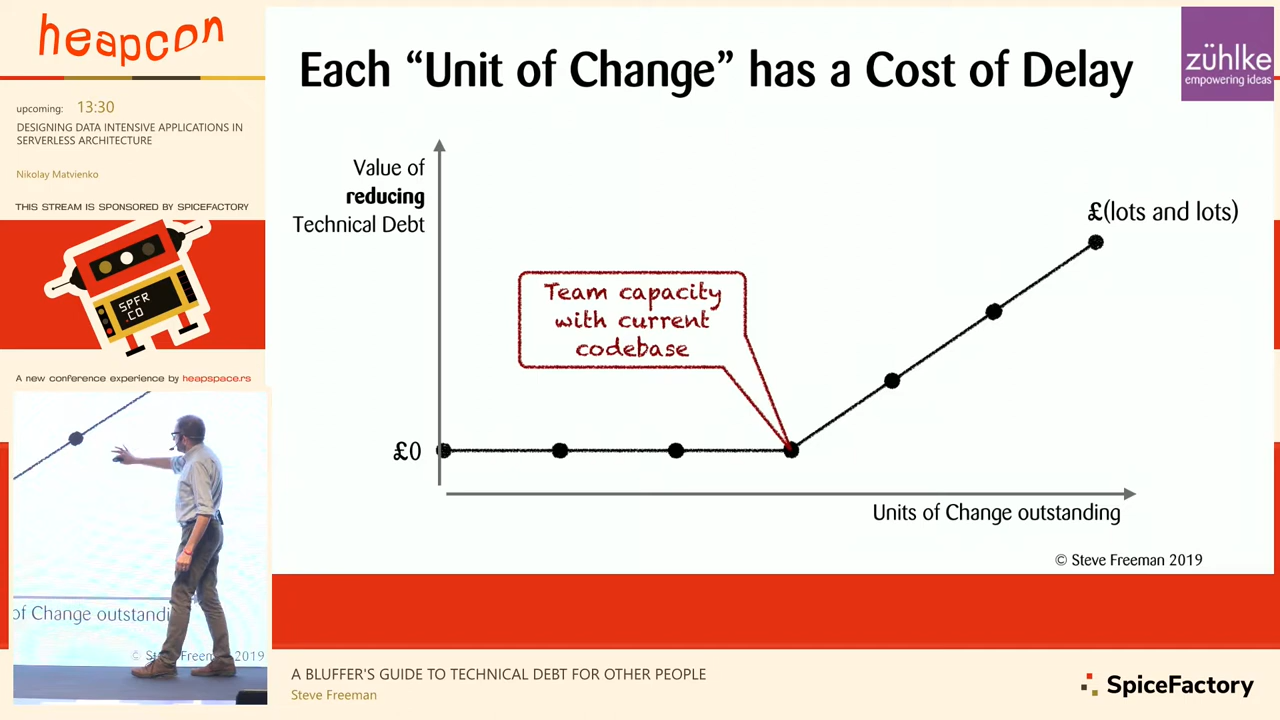 heapcon
upcoming: 13:30
DESIGNING DATA INTENSIVE APPLICATIONS IN
SERVERLESS ARCHITECTURE
Nikolay Matvienko
THIS STREAM IS SPONSORED BY SPICEFACTORY
SPFR
.CO
A new conference experience by heapspace.rs
Each “Unit of Change” has a Cost of Delay
zühlke
empowering ideas
Value of
reducing
Technical Debt
£(lots and lots)
Team capacity
with current
codebase
£0
Units of Change outstanding
© Steve Freeman 2019
of Change outstandi
© Steve Freem 2019
A BLUFFER'S GUIDE TO TECHNICAL DEBT FOR OTHER PEOPLE
Steve Freeman
SpiceFactory